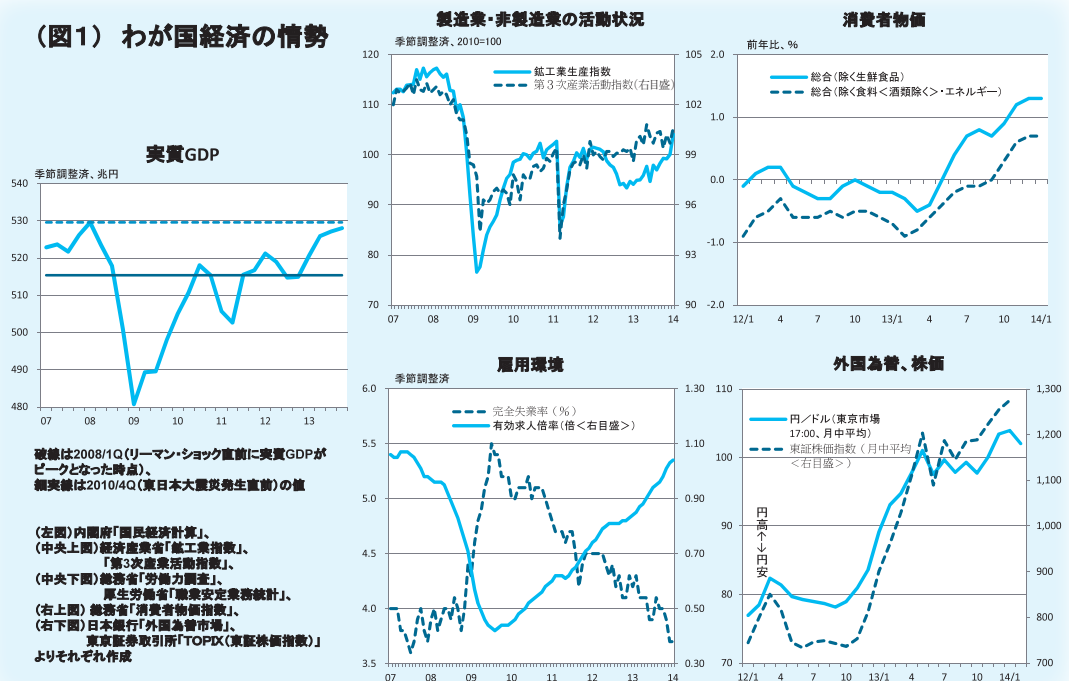 （図１） わが国経済の情勢
実質GDP
季節調整済、兆円
540
530
520
510
500
490
480
07 08 09 10 11 12 13
破線は2008/1Q（リーマン・ショック直前に実質GDPが
ピークとなった時点）、
細実線は2010/4Q（東日本大震災発生直前）の値
（左図）内閣府「国民経済計算」、
（中央上図）経済産業省「鉱工業指数」、
「第3次産業活動指数」、
（中央下図）総務省「労働力調査」、
厚生労働省「職業安定業務統計」、
（右上図）総務省「消費者物価指数」、
（右下図）日本銀行「外国為替市場」、
東京証券取引所「TOPIX（東証株価指数）」
よりそれぞれ作成
製造業・非製造業の活動状況
季節調整済、2010=100
鉱工業生産指数
第３次産業活動指数（右目盛）
120 105
110 102
100 99
90 96
80 93
70 90
07 08 09 10 11 12 13 14
消費者物価
前年比、％
総合（除く生鮮食品）
総合（除く食料＜酒類除く＞・エネルギー）
2.0
1.0
0.0
-1.0
-2.0
12/1 4 7 10 13/1 4 7 10 14/1
雇用環境
季節調整済
完全失業率（％）
有効求人倍率（倍＜右目盛＞）
6.0 1.30
5.5 1.10
5.0 0.90
4.5 0.70
4.0 0.50
3.5 0.30
07 08 09 10 11 12 13 14
外国為替、株価
円／ドル（東京市場
17:00、月中平均）
東証株価指数（月中平均
＜右目盛＞）
円高↑↓円安
110 1,300
1,200
100
1,100
90 1,000
900
80
800
70 700
12/1 4 7 10 13/1 4 7 10 14/1